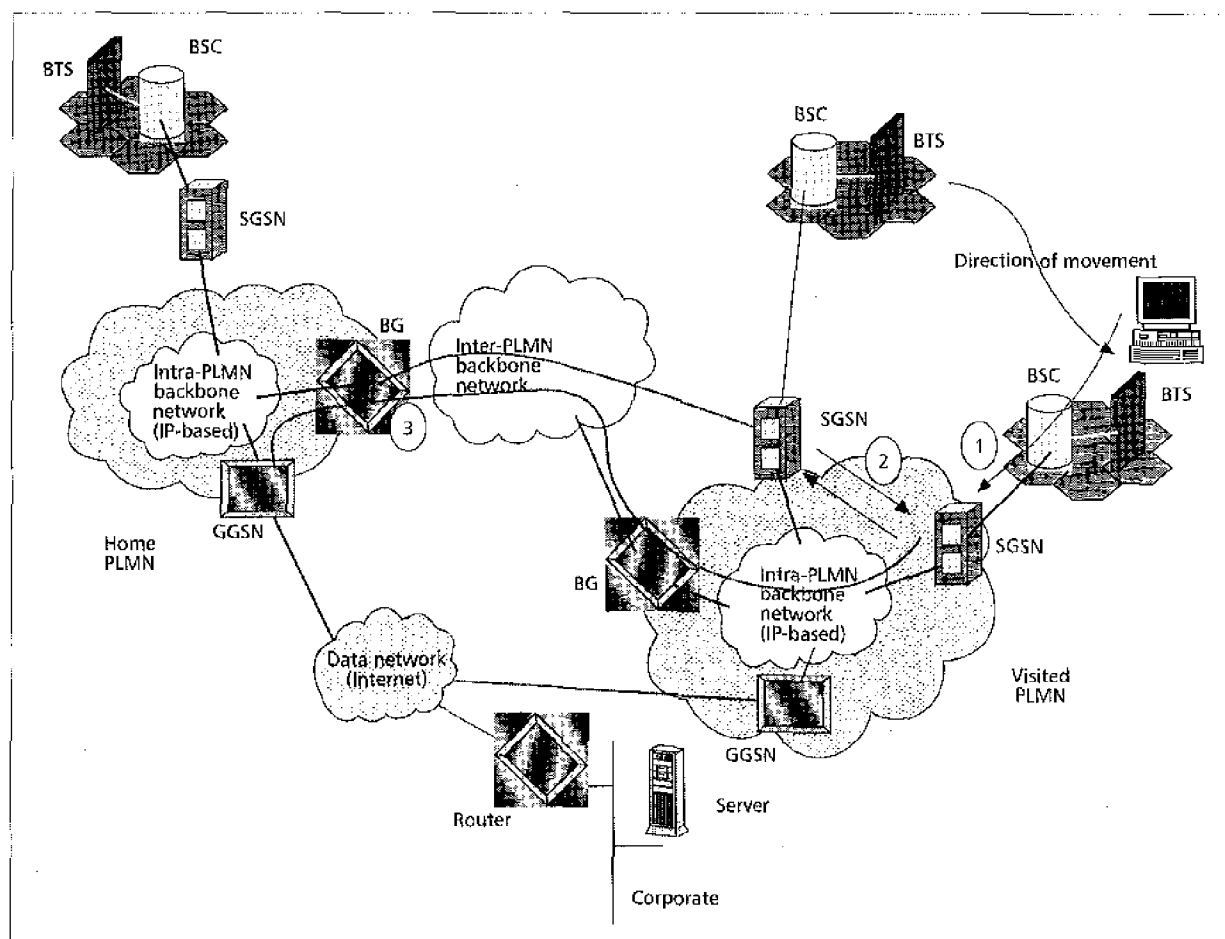 BSC
BTS
SGSN
BSC
BTS
Direction of movement
BG
Inter-PLMN
backbone
network
Intra-PLMN
backbone
network
(IP-based)
3
BSC
BTS
SGSN
2
1
GGSN
Home
PLMN
SGSN
BG
Intra-PLMN
backbone
network
(IP-based)
Data network
(Internet)
Visited
PLMN
GGSN
Router
Server
Corporate